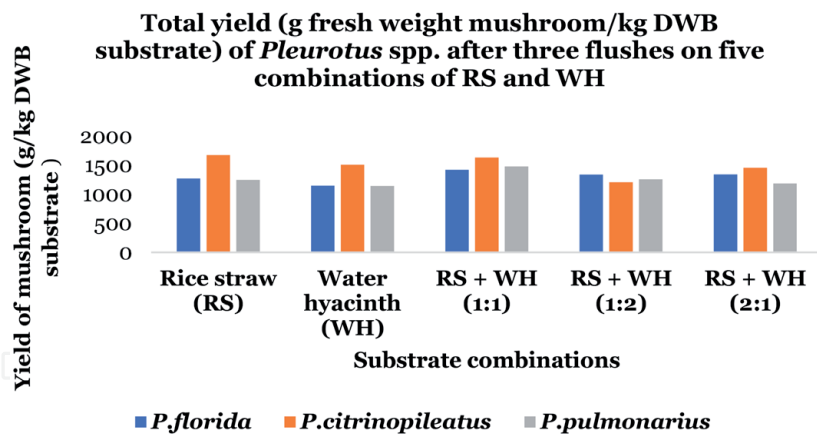 Total yield (g fresh weight mushroom/kg DWB
substrate) of Pleurotus spp. after three flushes on five
combinations of RS and WH
Yield of mushroom (g/kg DWB
substrate)
2000
1500
1000
500
0
Rice straw
(RS)
Water
hyacinth
(WH)
RS + WH
(1:1)
RS + WH
(1:2)
RS + WH
(2:1)
Substrate combinations
P.florida
P.citrinopileatus
P.pulmonarius